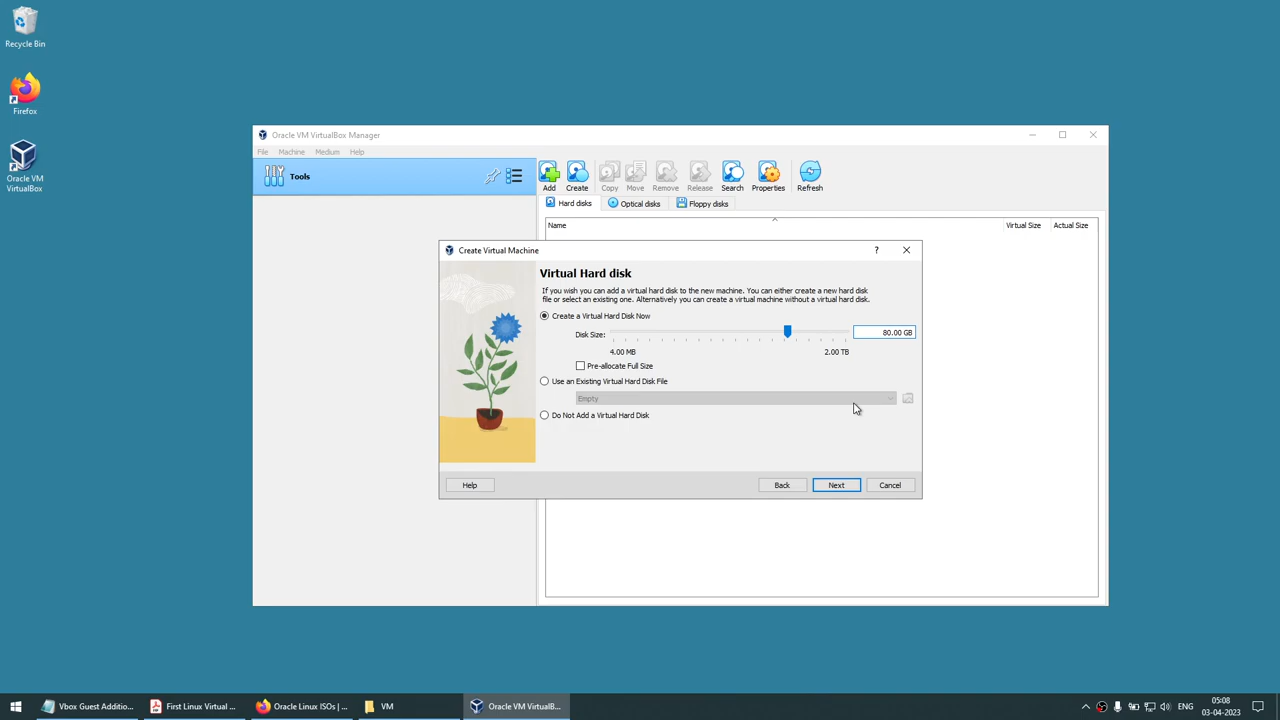 Recycle Bin
Firefox
Oracle VM
VirtualBox
Oracle VM VirtualBox Manager
File Machine Medium Help
Tools
Add Create Copy Move Remove Release Search Properties Refresh
Hard disks Optical disks Floppy disks
Name Virtual Size Actual Size
Create Virtual Machine ?
Virtual Hard disk
If you wish you can add a virtual hard disk to the new machine. You can either create a new hard disk
file or select an existing one. Alternatively you can create a virtual machine without a virtual hard disk.
Create a Virtual Hard Disk Now
Disk Size: 80.00 GB
4.00 MB 2.00 TB
Pre-allocate Full Size
Use an Existing Virtual Hard Disk File
Empty
Do Not Add a Virtual Hard Disk
Help Back Next Cancel
Vbox Guest Additio... First Linux Virtual ... Oracle Linux ISOs | ... VM Oracle VM VirtualB... ENG
05:08
03-04-2023